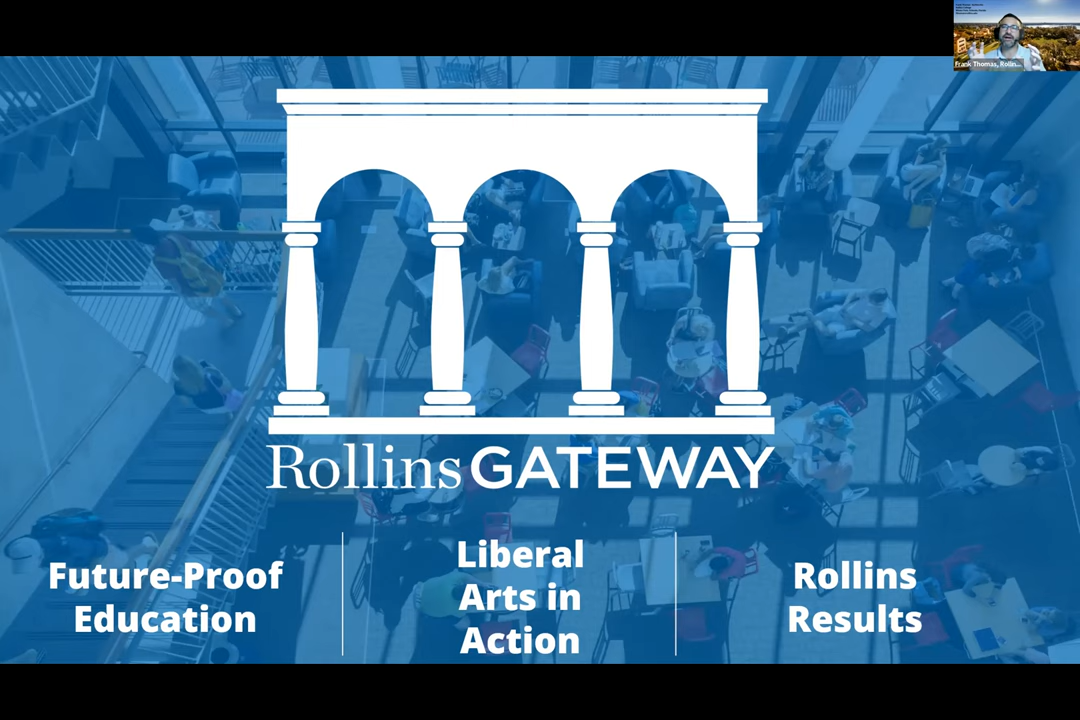 Frank Thomas, Rollin...
Rollins GATEWAY
Future-Proof
Education
Liberal
Arts in
Action
Rollins
Results